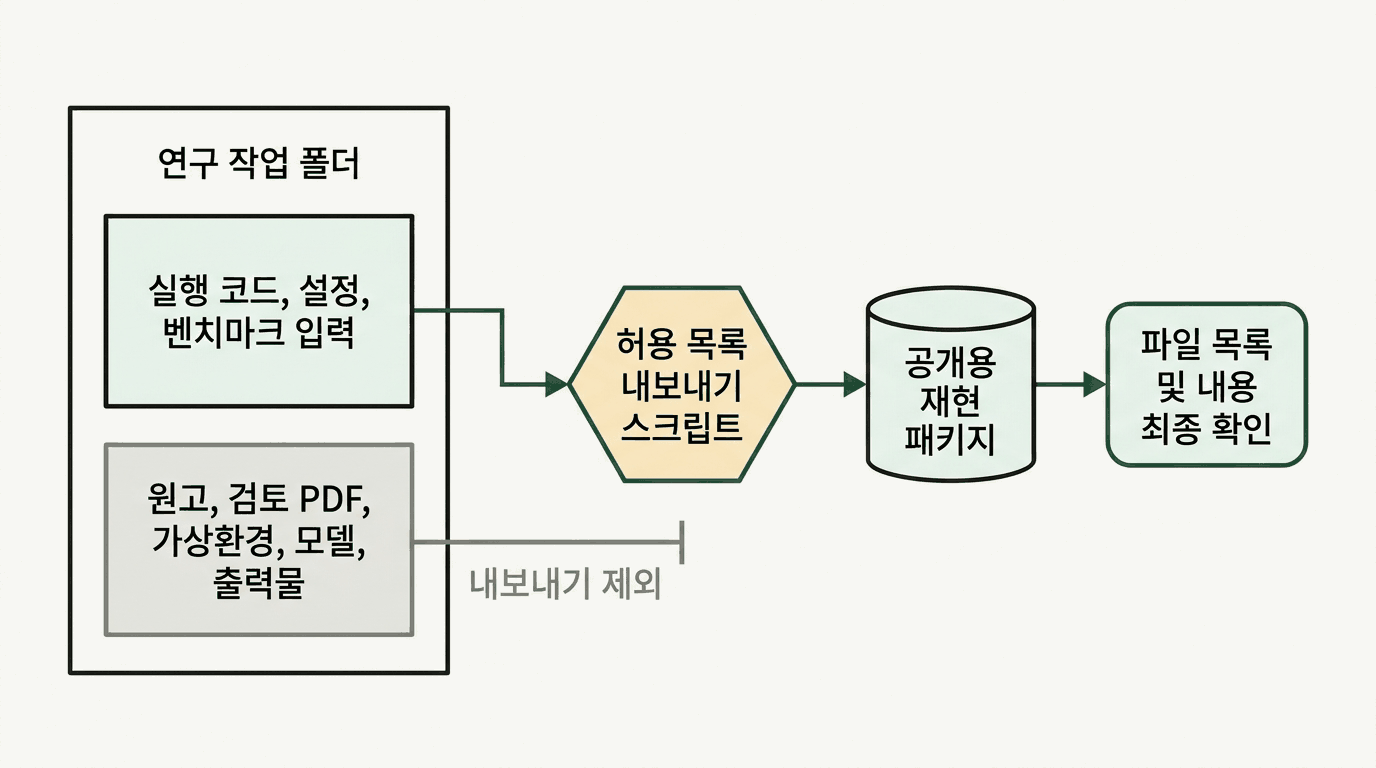 연구 작업 폴더
실행 코드, 설정,
벤치마크 입력
원고, 검토 PDF,
가상환경, 모델,
출력물
내보내기 제외
허용 목록
내보내기
스크립트
공개용
재현
패키지
파일 목록
및 내용
최종 확인